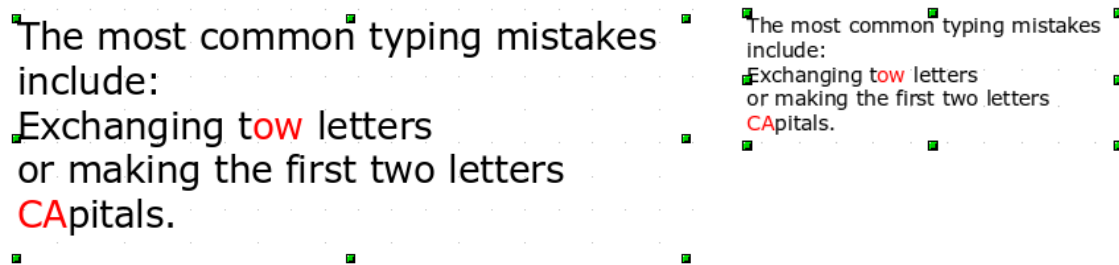 The most common typing mistakes
include:
Exchanging tow letters
or making the first two letters
CApitals.
The most common typing mistakes
include:
Exchanging tow letters
or making the first two letters
CApitals.